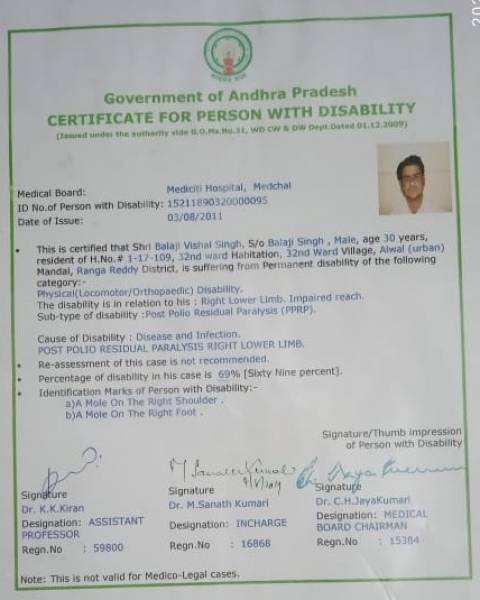 Government of Andhra Pradesh
CERTIFICATE FOR PERSON WITH DISABILITY
(Issued under the authority vide G.O.Ms.No.31, WD CW & DW Dept.Dated 01.12.2009)
Medical Board: Mediciti Hospital, Medchal
ID No.of Person with Disability: 15211890320000095
Date of Issue: 03/08/2011
• This is certified that Shri Balaji Vishal Singh, S/o Balaji Singh , Male, age 30 years,
resident of H.No.# 1-17-109, 32nd ward Habitation, 32nd Ward Village, Alwal (urban)
Mandal, Ranga Reddy District, is suffering from Permanent disability of the following
category:-
Physical(Locomotor/Orthopaedic) Disability.
The disability is in relation to his : Right Lower Limb. Impaired reach.
Sub-type of disability :Post Polio Residual Paralysis (PPRP).
Cause of Disability : Disease and Infection.
POST POLIO RESIDUAL PARALYSIS RIGHT LOWER LIMB.
• Re-assessment of this case is not recommended.
• Percentage of disability in his case is 69% [Sixty Nine percent].
• Identification Marks of Person with Disability:-
a)A Mole On The Right Shoulder .
b)A Mole On The Right Foot .
Signature/Thumb impression
of Person with Disability
Signature Signature Signature
Dr. K.K.Kiran Dr. M.Sanath Kumari Dr. C.H.JayaKumari
Designation: ASSISTANT PROFESSOR Designation: INCHARGE Designation: MEDICAL BOARD CHAIRMAN
Regn.No : 59800 Regn.No : 16868 Regn.No : 15384
Note: This is not valid for Medico-Legal cases.